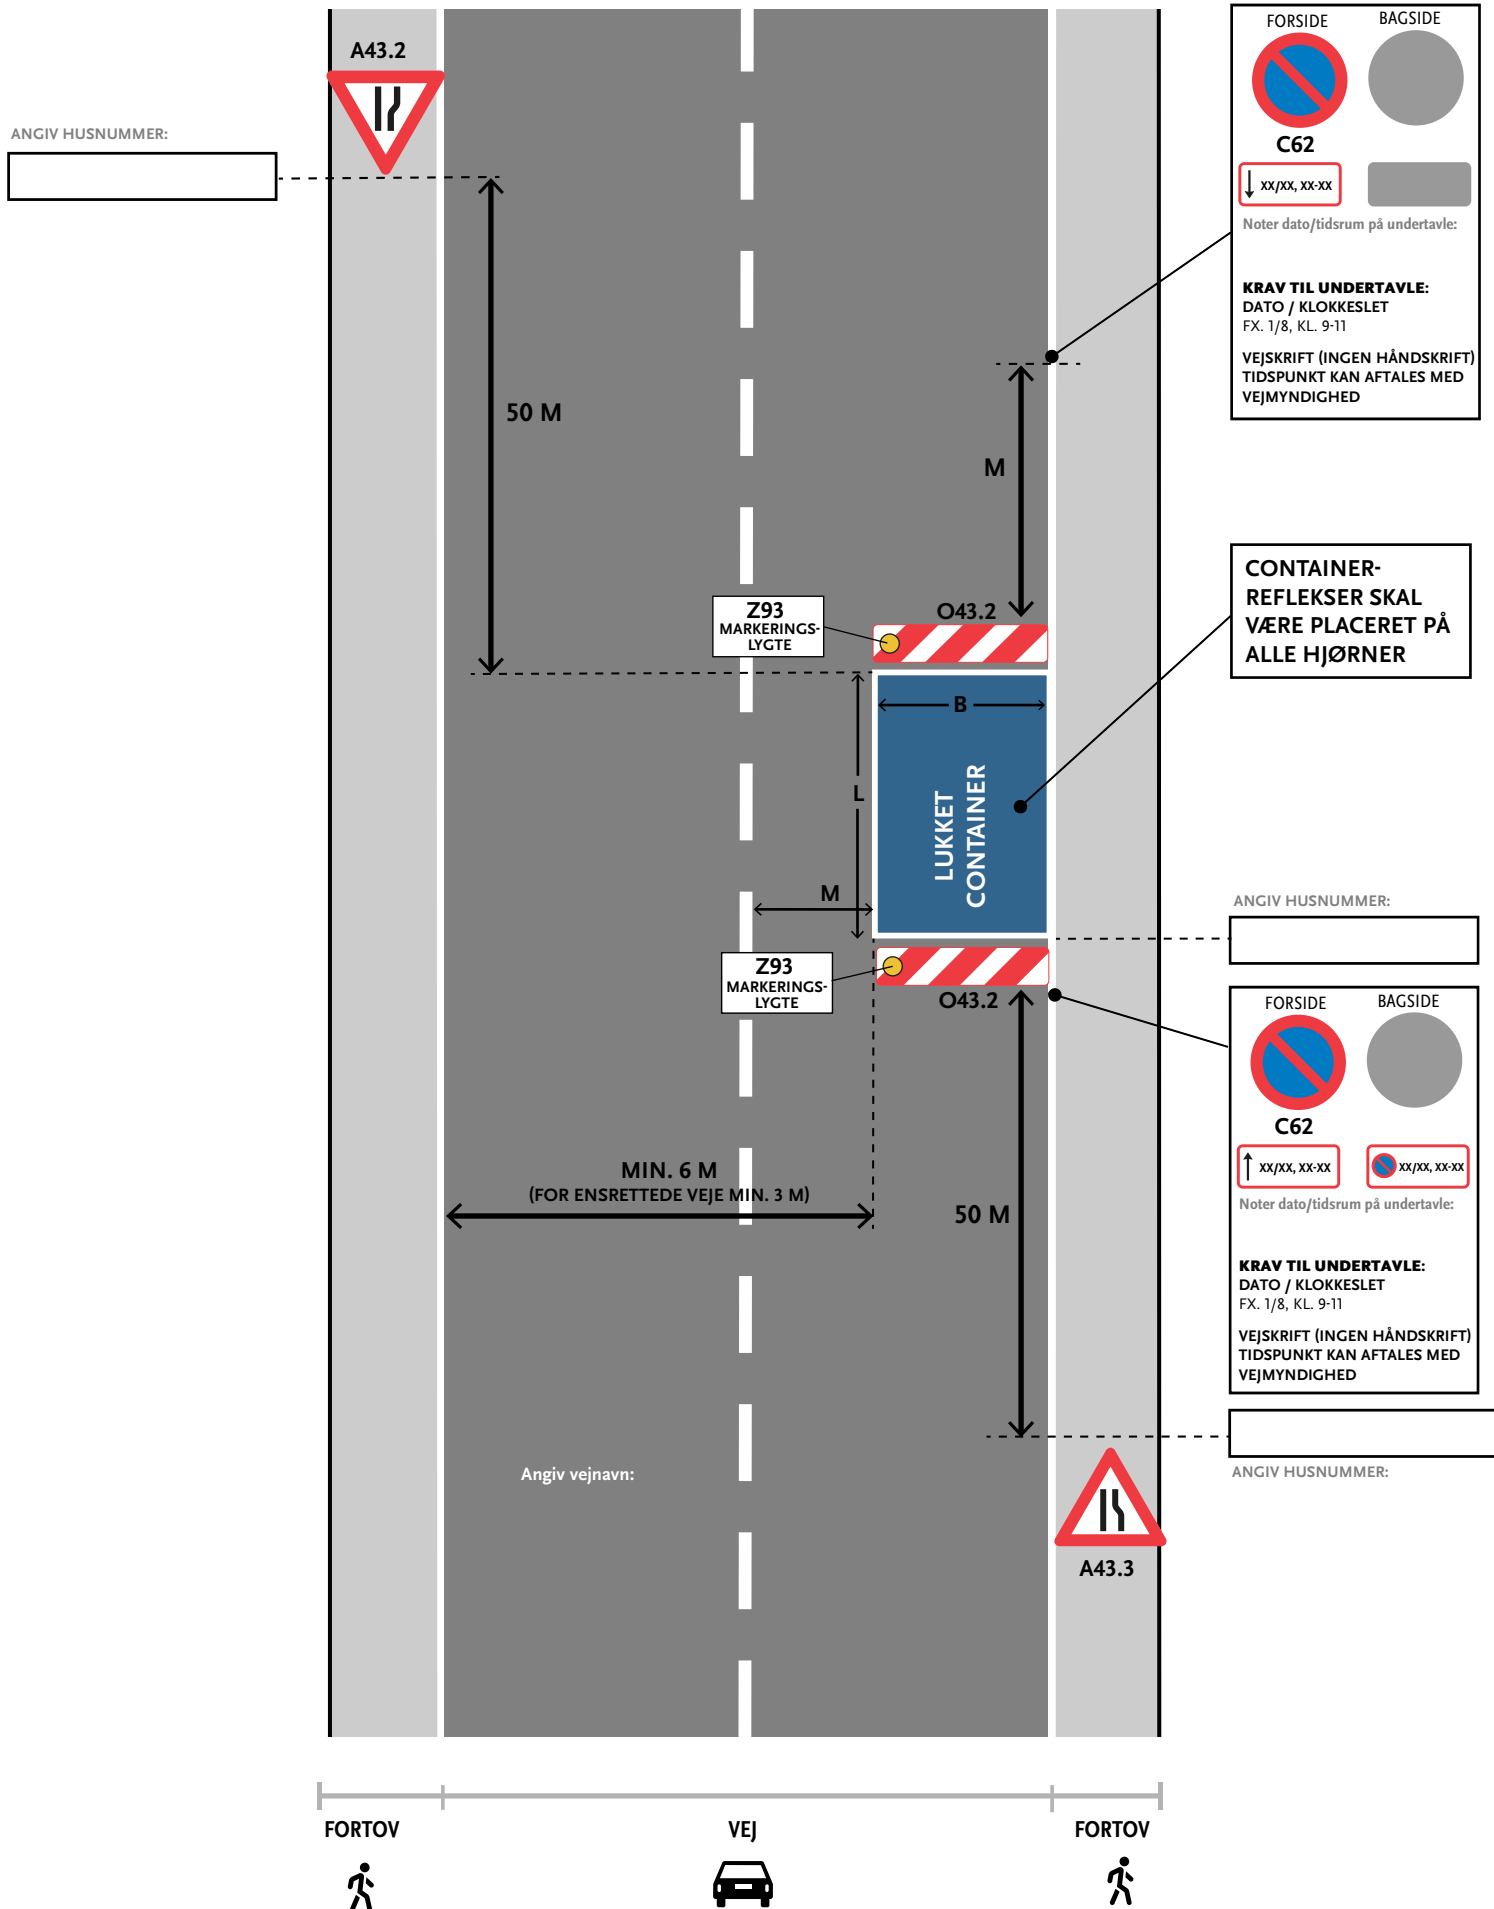 A43.2
ANGIV HUSNUMMER:
50 M
FORSIDE
BAGSIDE
C62
↓ xx/xx, xx-xx
Noter dato/tidsrum på undertavle:
KRAV TIL UNDERTAVLE:
DATO / KLOKKESLET
FX. 1/8, KL. 9-11
VEJSKRIFT (INGEN HÅNDSKRIFT)
TIDSPUNKT KAN AFTALES MED
VEJMYNDIGHED
M
CONTAINER-
REFLEKSER SKAL
VÆRE PLACERET PÅ
ALLE HJØRNER
Z93
MARKERINGS-
LYGTE
O43.2
B
L
LUKKET
CONTAINER
M
ANGIV HUSNUMMER:
Z93
MARKERINGS-
LYGTE
O43.2
FORSIDE
BAGSIDE
C62
↑ xx/xx, xx-xx
xx/xx, xx-xx
Noter dato/tidsrum på undertavle:
KRAV TIL UNDERTAVLE:
DATO / KLOKKESLET
FX. 1/8, KL. 9-11
VEJSKRIFT (INGEN HÅNDSKRIFT)
TIDSPUNKT KAN AFTALES MED
VEJMYNDIGHED
MIN. 6 M
(FOR ENSRETTEDE VEJE MIN. 3 M)
50 M
ANGIV HUSNUMMER:
Angiv vejnavn:
A43.3
FORTOV
VEJ
FORTOV